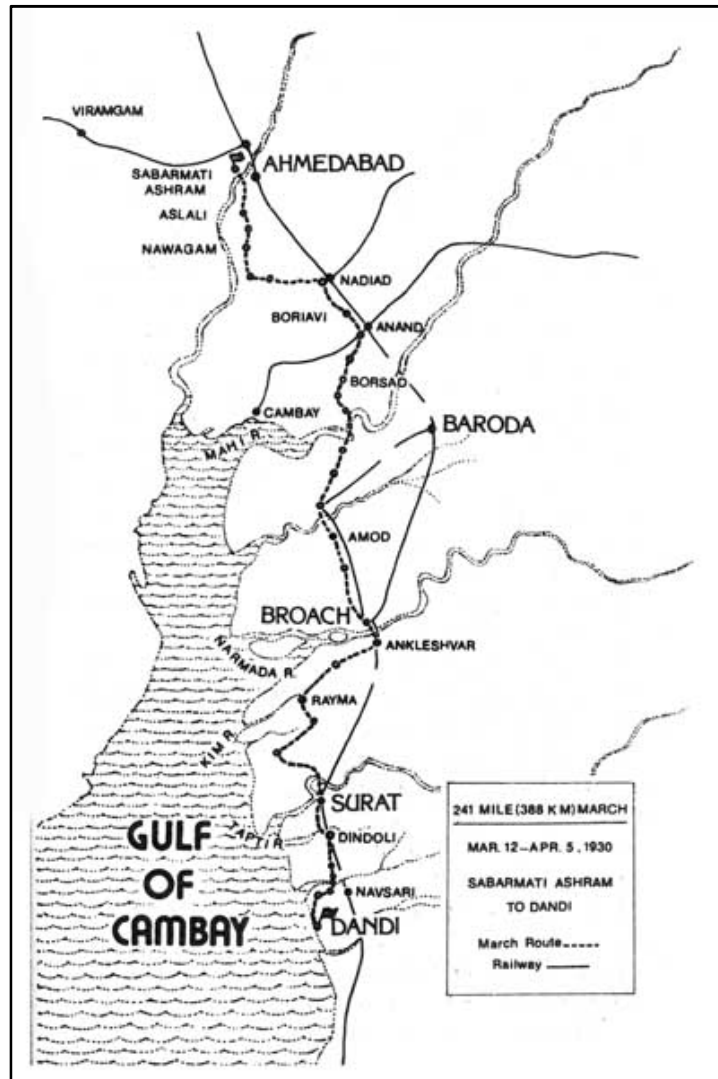 VIRAMGAM
AHMEDABAD
SABARMATI
ASHRAM
ASLALI
NAWAGAM
NADIAD
BORIAVI
ANAND
BORSAD
CAMBAY
BARODA
MAHI R.
AMOD
BROACH
ANKLESHVAR
NARMADA R.
RAYMA
KIM R.
SURAT
TAPTI R.
DINDOLI
NAVSARI
DANDI
GULF
OF
CAMBAY
241 MILE (388 KM) MARCH
MAR. 12-APR. 5, 1930
SABARMATI ASHRAM
TO DANDI
March Route
Railway